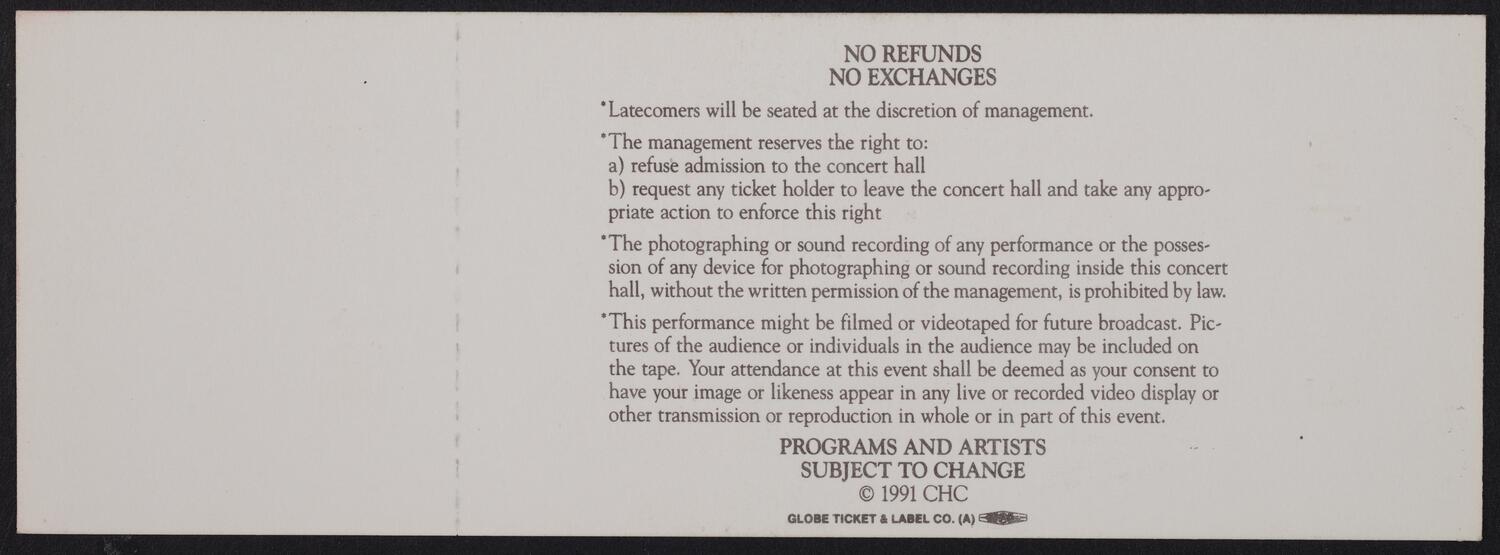 NO REFUNDS
NO EXCHANGES
*Latecomers will be seated at the discretion of management.
*The management reserves the right to:
a) refuse admission to the concert hall
b) request any ticket holder to leave the concert hall and take any appro-
priate action to enforce this right
*The photographing or sound recording of any performance or the posses-
sion of any device for photographing or sound recording inside this concert
hall, without the written permission of the management, is prohibited by law.
*This performance might be filmed or videotaped for future broadcast. Pic-
tures of the audience or individuals in the audience may be included on
the tape. Your attendance at this event shall be deemed as your consent to
have your image or likeness appear in any live or recorded video display or
other transmission or reproduction in whole or in part of this event.
PROGRAMS AND ARTISTS
SUBJECT TO CHANGE
© 1991 CHC
GLOBE TICKET & LABEL CO. (A)